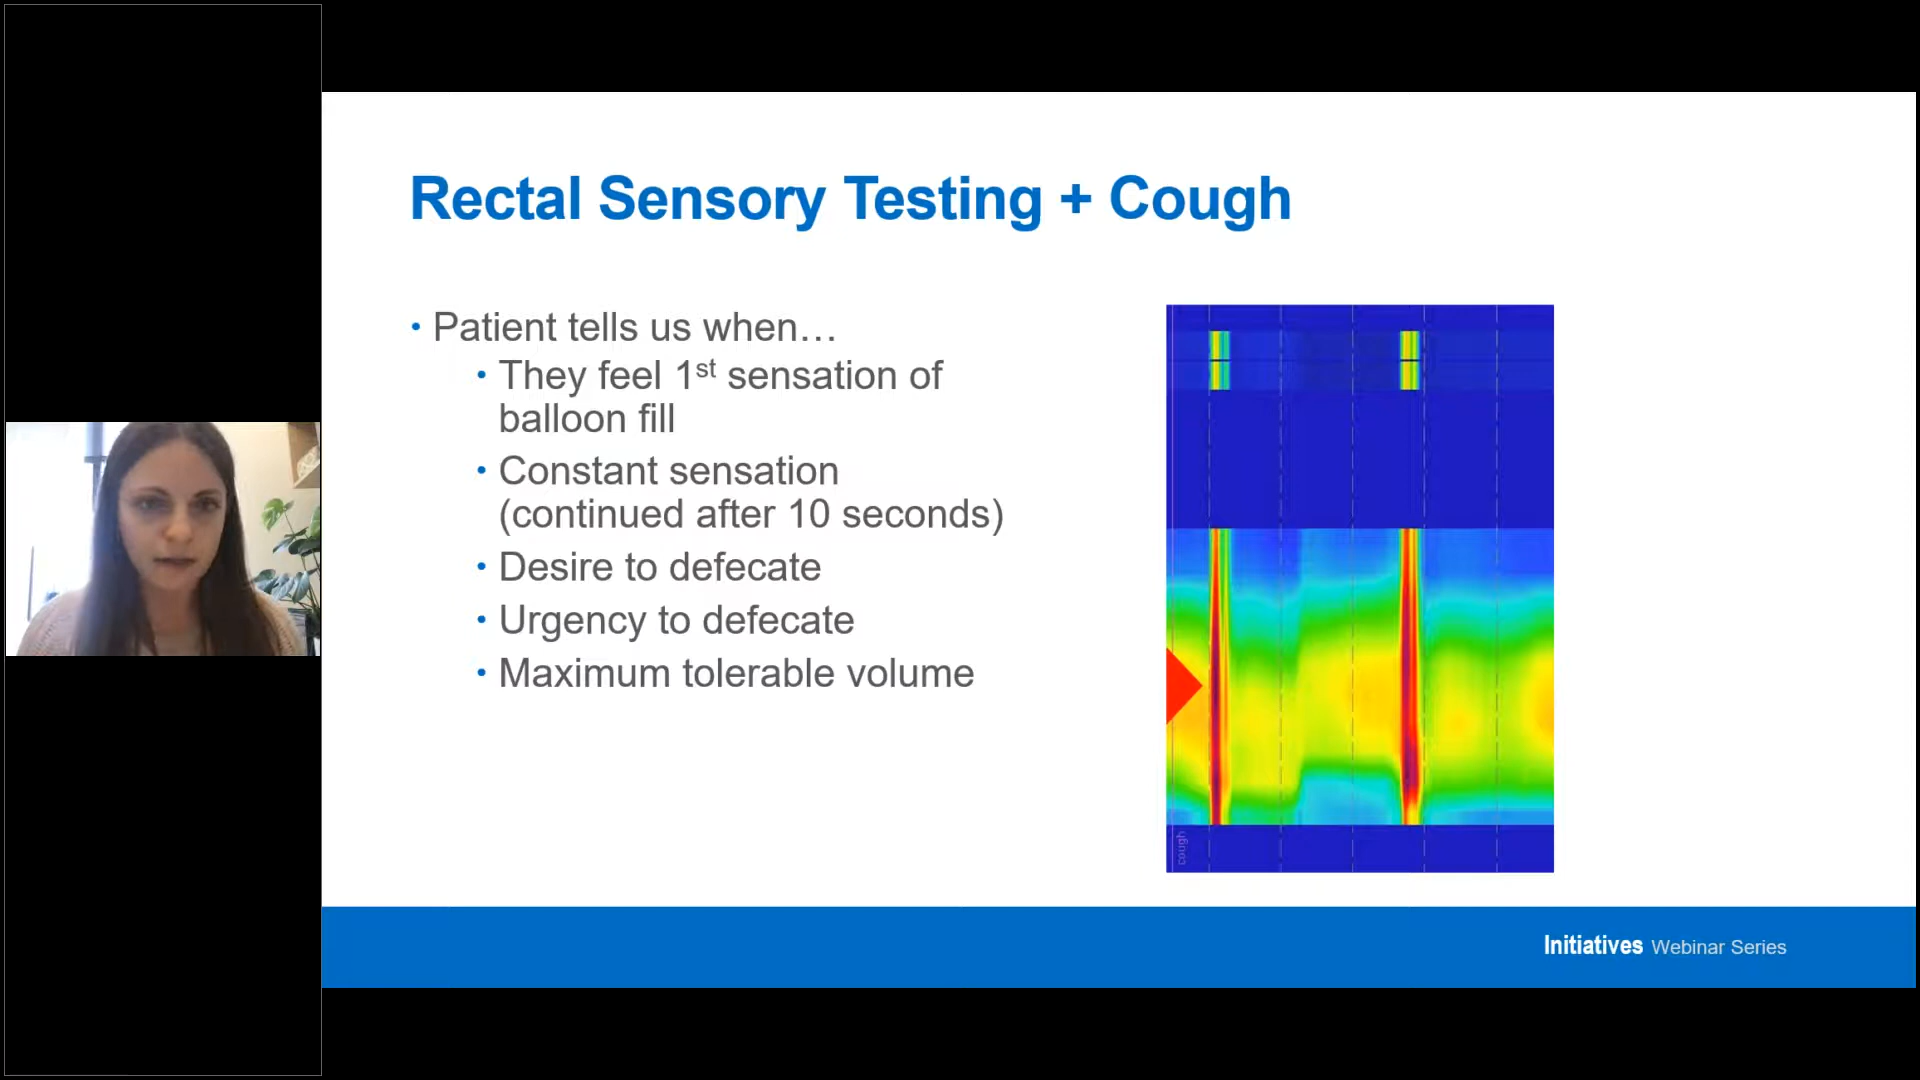 Rectal Sensory Testing + Cough
• Patient tells us when…
• They feel 1st sensation of
balloon fill
• Constant sensation
(continued after 10 seconds)
• Desire to defecate
• Urgency to defecate
• Maximum tolerable volume
cough
Initiatives Webinar Series